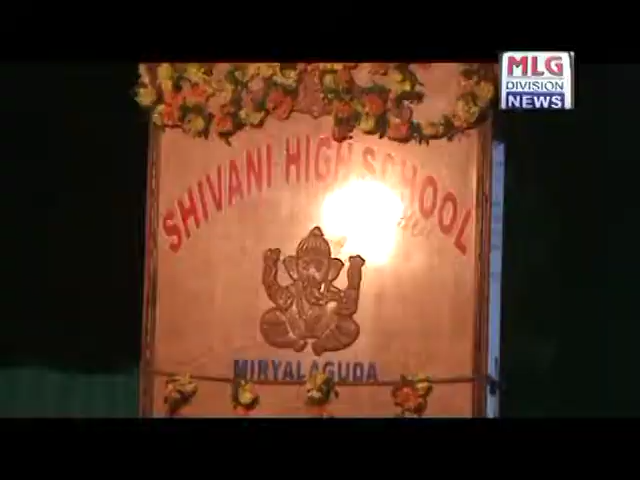 MLG
DIVISION
NEWS
SHIVANI HIGH SCHOOL
MIRYALAGUDA